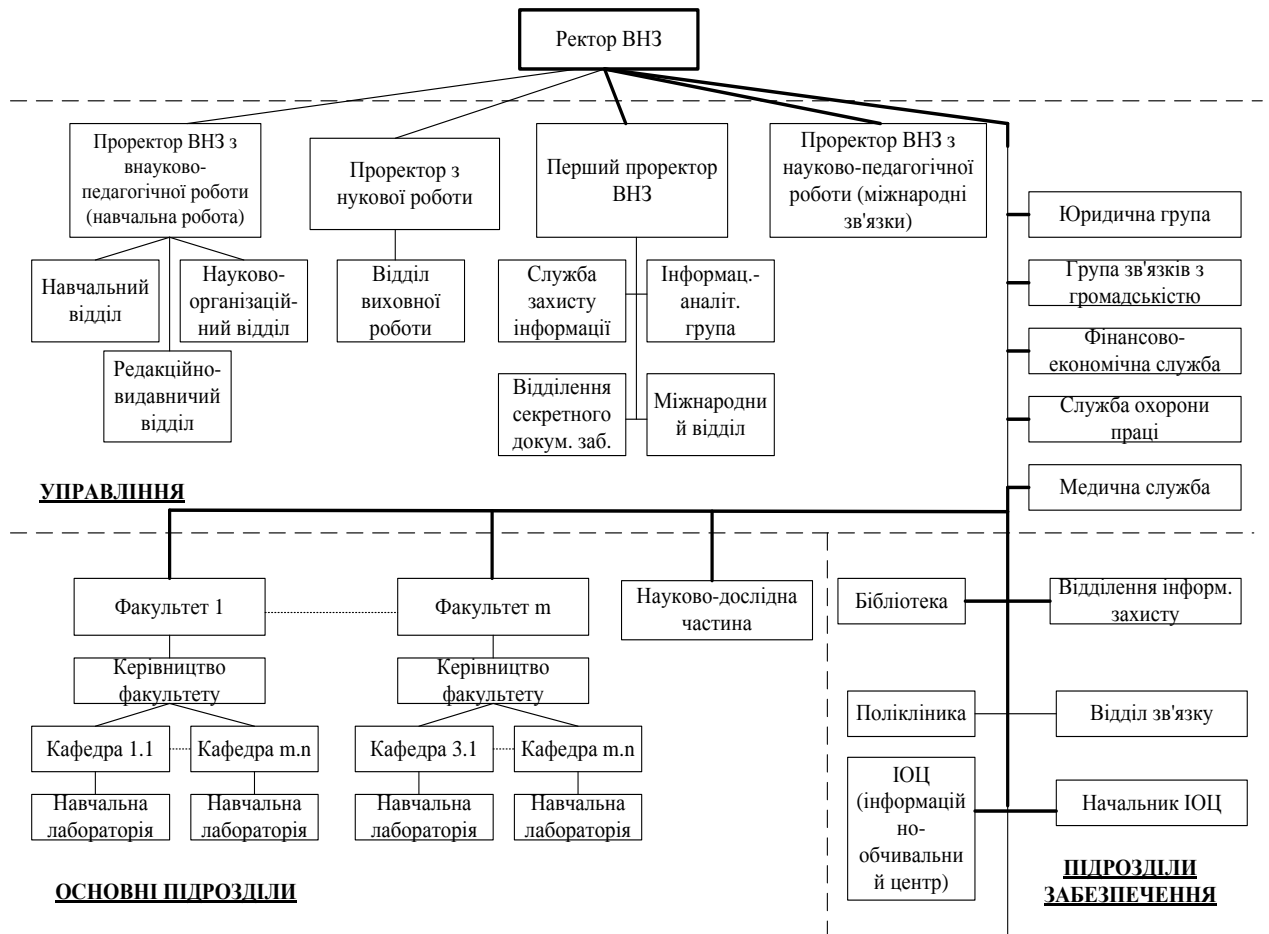 Ректор ВНЗ
Проректор ВНЗ з
внауково-
педагогічної роботи
(навчальна робота)
Проректор з
нукової роботи
Перший проректор
ВНЗ
Проректор ВНЗ з
науково-педагогічної
роботи (міжнародні
зв'язки)
Юридична група
Група зв'язків з
громадськістю
Фінансово-
економічна служба
Служба охорони
праці
Медична служба
Навчальний
відділ
Науково-
організацій-
ний відділ
Редакційно-
видавничий
відділ
Відділ
виховної
роботи
Служба
захисту
інформації
Інформац.-
аналіт.
група
Відділення
секретного
докум. заб.
Міжнародни
й відділ
УПРАВЛІННЯ
Факультет 1
Факультет m
Науково-дослідна
частина
Керівництво
факультету
Керівництво
факультету
Кафедра 1.1
Кафедра m.n
Кафедра 3.1
Кафедра m.n
Навчальна
лабораторія
Навчальна
лабораторія
Навчальна
лабораторія
Навчальна
лабораторія
ОСНОВНІ ПІДРОЗДІЛИ
Бібліотека
Відділення інформ.
захисту
Поліклініка
Відділ зв'язку
ІОЦ
(інформацій
но-
обчивальни
й центр)
Начальник ІОЦ
ПІДРОЗДІЛИ
ЗАБЕЗПЕЧЕННЯ